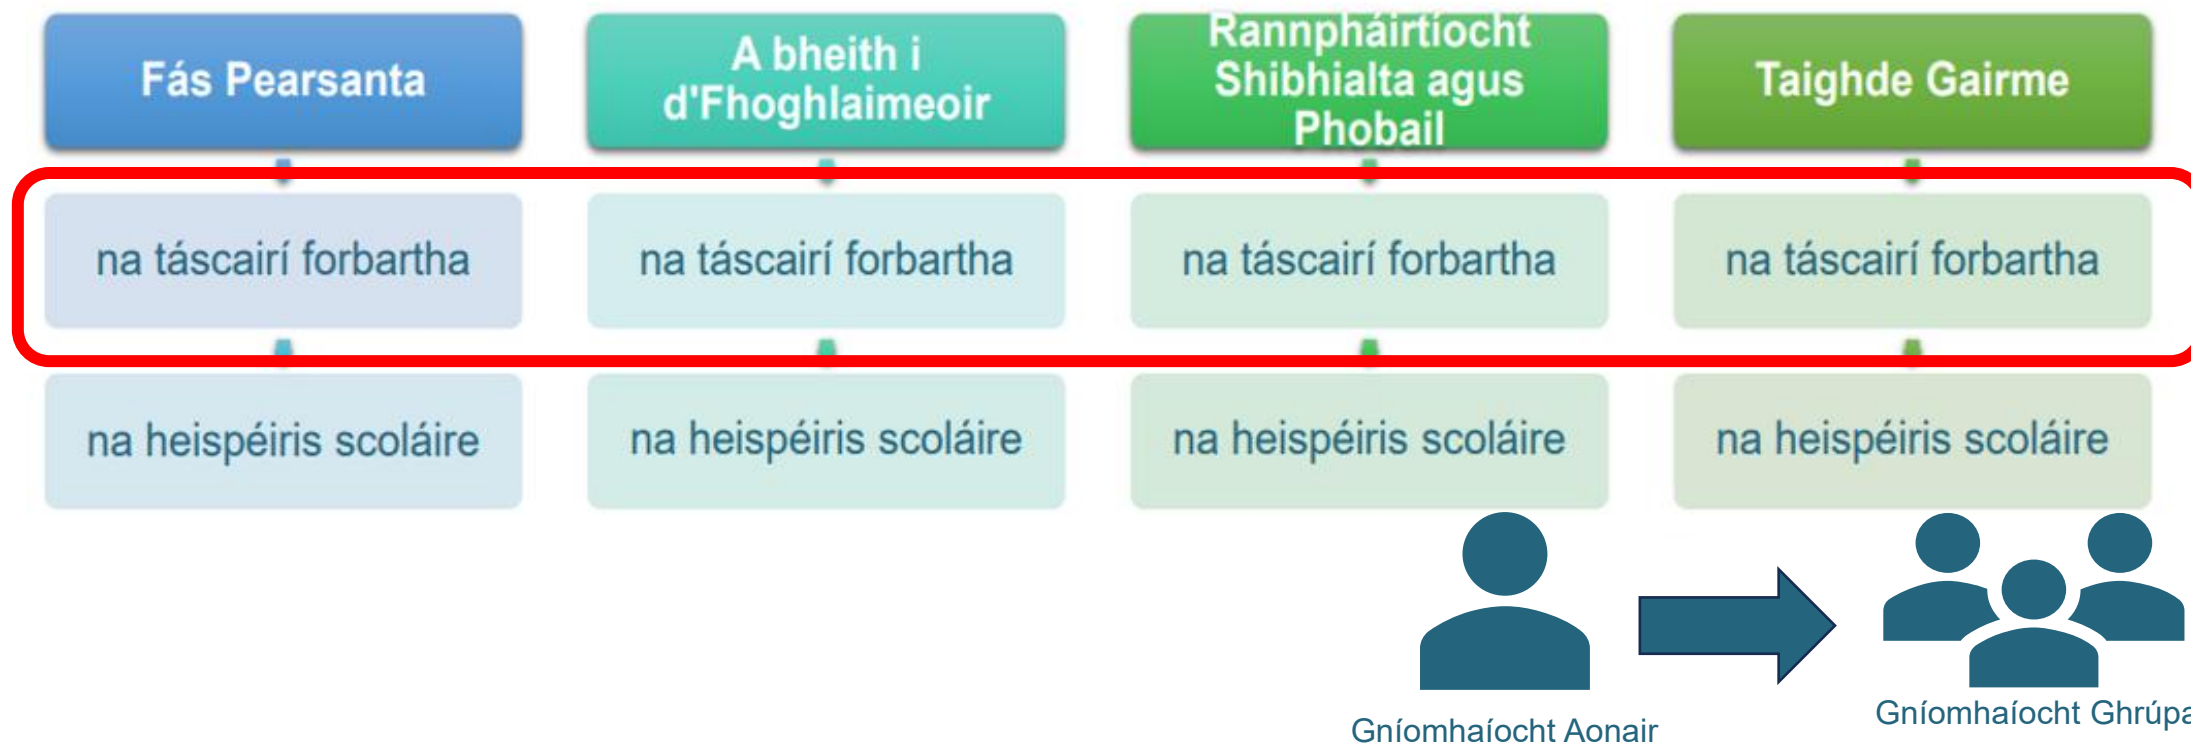 Fás Pearsanta
A bheith i
d'Fhoghlaimeoir
Rannpháirtíocht
Shibhialta agus
Phobail
Taighde Gairme
na táscairí forbartha
na táscairí forbartha
na táscairí forbartha
na táscairí forbartha
na heispéiris scoláire
na heispéiris scoláire
na heispéiris scoláire
na heispéiris scoláire
Gníomhaíocht Aonair
Gníomhaíocht Ghrúpa